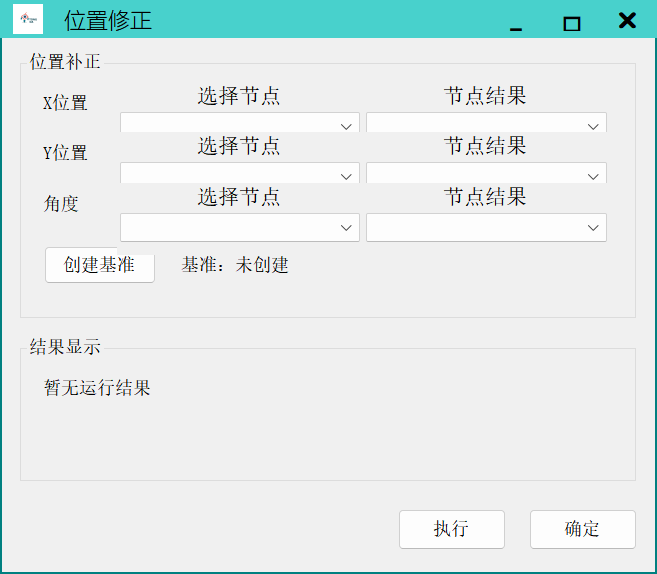 位置修正
位置补正
选择节点 节点结果
X位置
选择节点 节点结果
Y位置
选择节点 节点结果
角度
创建基准 基准：未创建
结果显示
暂无运行结果
执行 确定